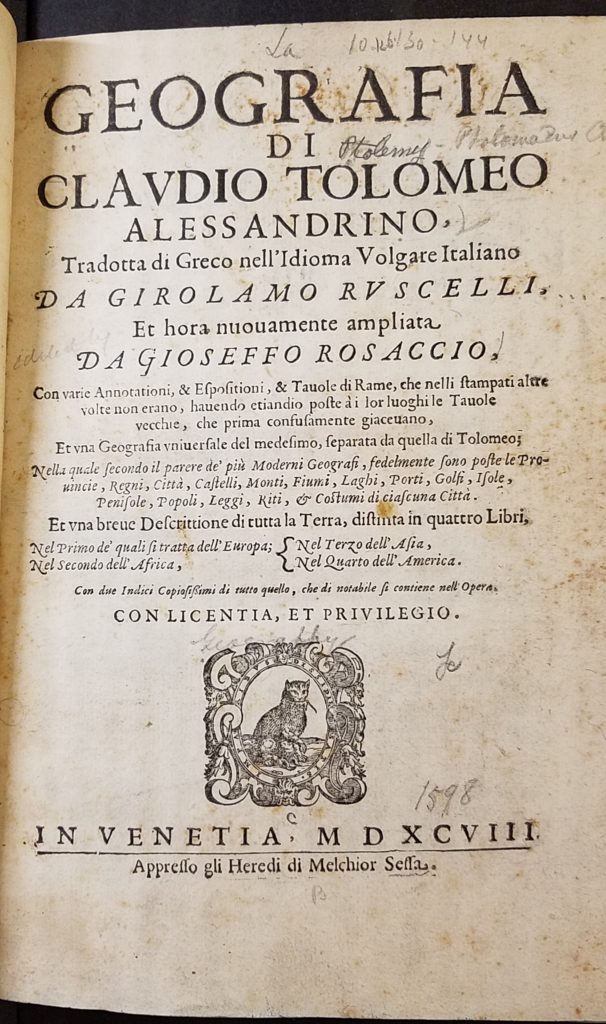 La
GEOGRAFIA
DI
Ptolemy - Ptolomaeus
CLAVDIO TOLOMEO
ALESSANDRINO,
Tradotta di Greco nell'Idioma Volgare Italiano
DA GIROLAMO RVSCELLI,
Et hora nuouamente ampliata
edited by
DA GIOSEFFO ROSACCIO,
Con varie Annotationi, & Eſpoſitioni, & Tauole di Rame, che nelli ſtampati altre
volte non erano, hauendo etiandio poſte à i lor luoghi le Tauole
vecchie, che prima confuſamente giaceuano,
Et vna Geografia vniuerſale del medeſimo, separata da quella di Tolomeo;
Nella quale ſecondo il parere de' più Moderni Geografi, fedelmente ſono poſte le Pro-
uincie, Regni, Città, Caſtelli, Monti, Fiumi, Laghi, Porti, Golfi, Iſole,
Peniſole, Popoli, Leggi, Riti, & Coſtumi di ciaſcuna Città.
Et vna breue Deſcrittione di tutta la Terra, diſtinta in quattro Libri,
Nel Primo de' quali ſi tratta dell'Europa; Nel Terzo dell'Aſia,
Nel Secondo dell'Africa, Nel Quarto dell'America.
Con due Indici Copioſiſſimi di tutto quello, che di notabile ſi contiene nell'Opera.
CON LICENTIA, ET PRIVILEGIO.
Geography
1598
C
IN VENETIA, M D XCVIII.
Appreſſo gli Heredi di Melchior Seſſa.
B